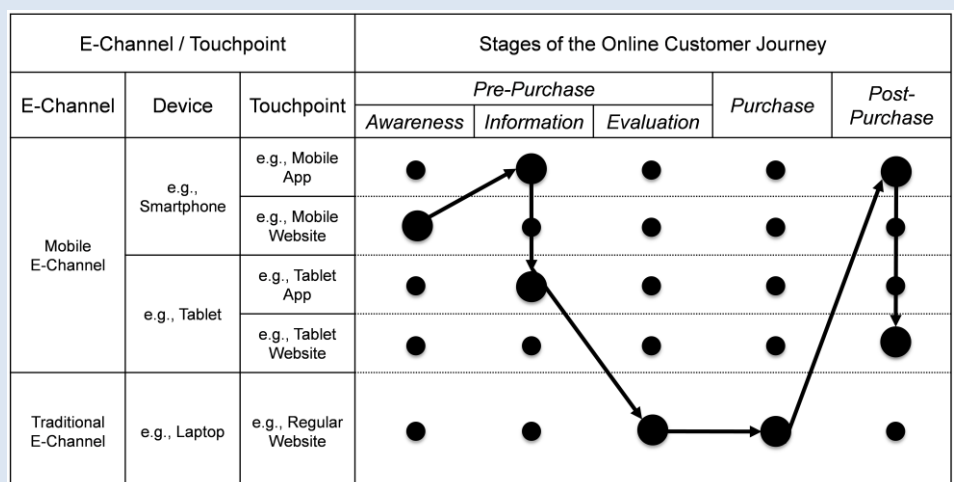 E-Channel / Touchpoint
Stages of the Online Customer Journey
E-Channel
Device
Touchpoint
Pre-Purchase
Awareness
Information
Evaluation
Purchase
Post-
Purchase
Mobile
E-Channel
e.g.,
Smartphone
e.g., Mobile
App
e.g., Mobile
Website
e.g., Tablet
e.g., Tablet
App
e.g., Tablet
Website
Traditional
E-Channel
e.g., Laptop
e.g., Regular
Website